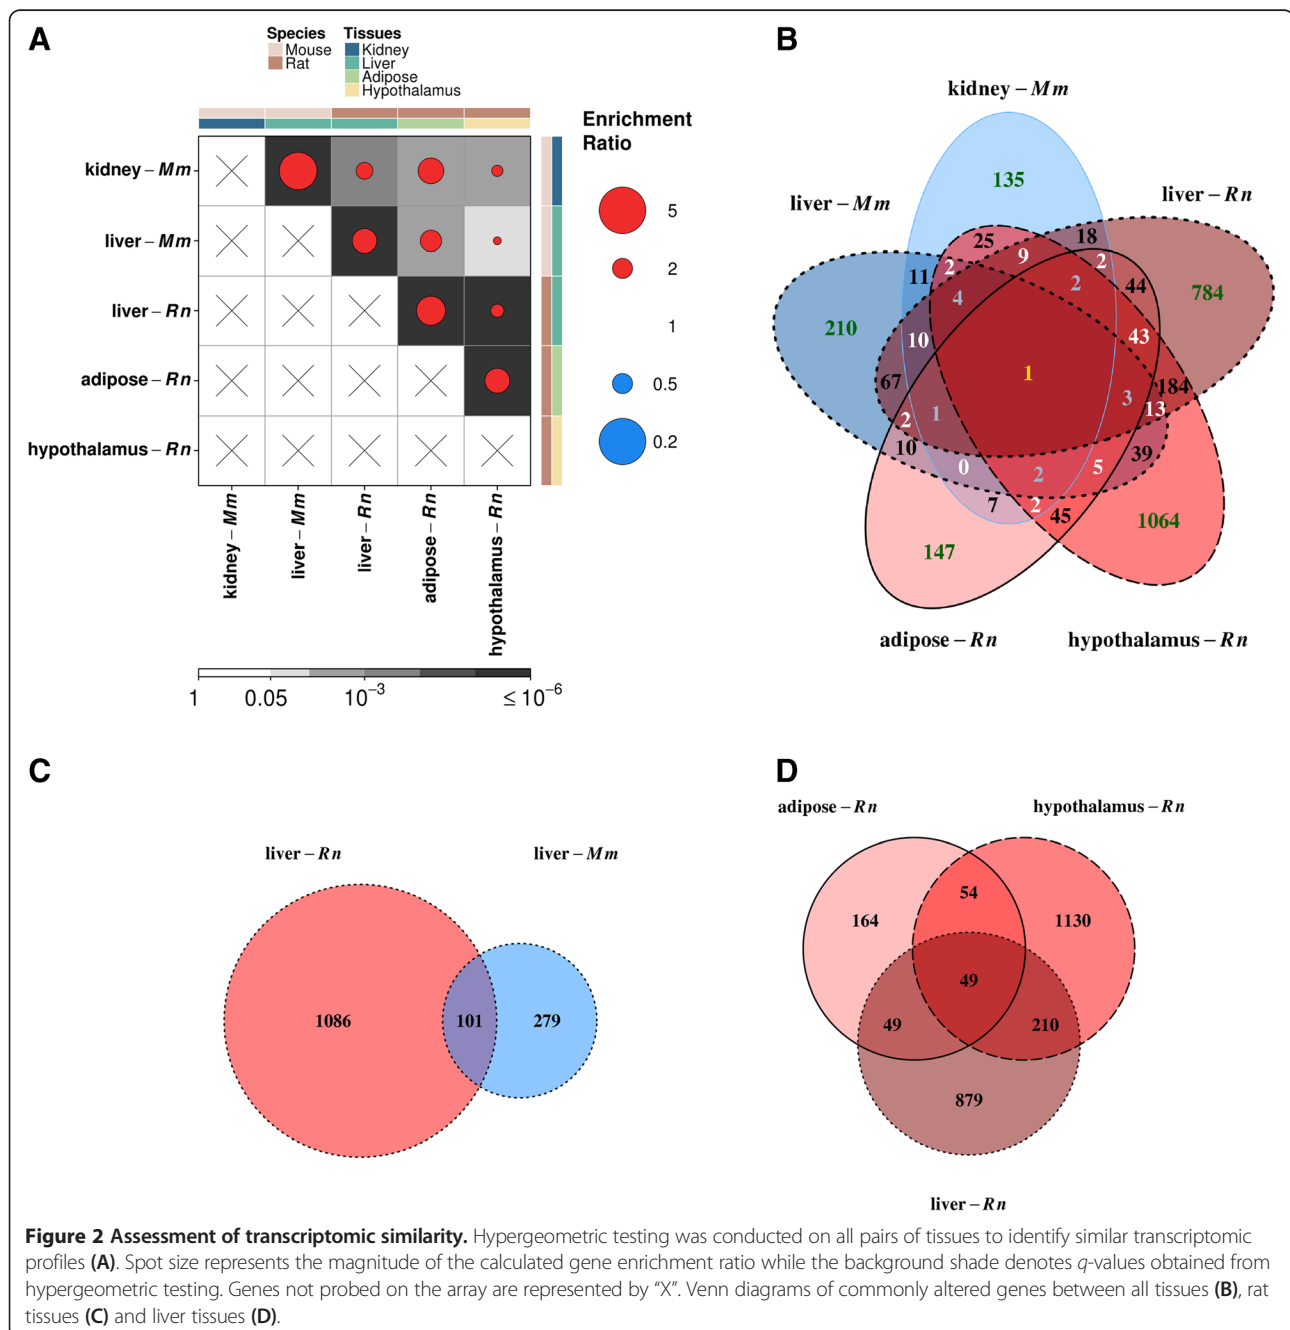 A
Species
Mouse
Rat
Tissues
Kidney
Liver
Adipose
Hypothalamus
kidney – Mm
liver – Mm
liver – Rn
adipose – Rn
hypothalamus – Rn
kidney – Mm
liver – Mm
liver – Rn
adipose – Rn
hypothalamus – Rn
1
0.05
10⁻³
≤ 10⁻⁶
Enrichment
Ratio
5
2
1
0.5
0.2
B
kidney – Mm
liver – Mm
liver – Rn
135
25
18
9
2
2
11
4
2
44
784
210
10
43
67
1
184
3
13
2
1
10
0
2
5
39
7
2
45
1064
147
adipose – Rn
hypothalamus – Rn
C
liver – Rn
liver – Mm
1086
101
279
D
adipose – Rn
hypothalamus – Rn
54
164
1130
49
49
210
879
liver – Rn
Figure 2 Assessment of transcriptomic similarity. Hypergeometric testing was conducted on all pairs of tissues to identify similar transcriptomic
profiles (A). Spot size represents the magnitude of the calculated gene enrichment ratio while the background shade denotes q-values obtained from
hypergeometric testing. Genes not probed on the array are represented by “X”. Venn diagrams of commonly altered genes between all tissues (B), rat
tissues (C) and liver tissues (D).